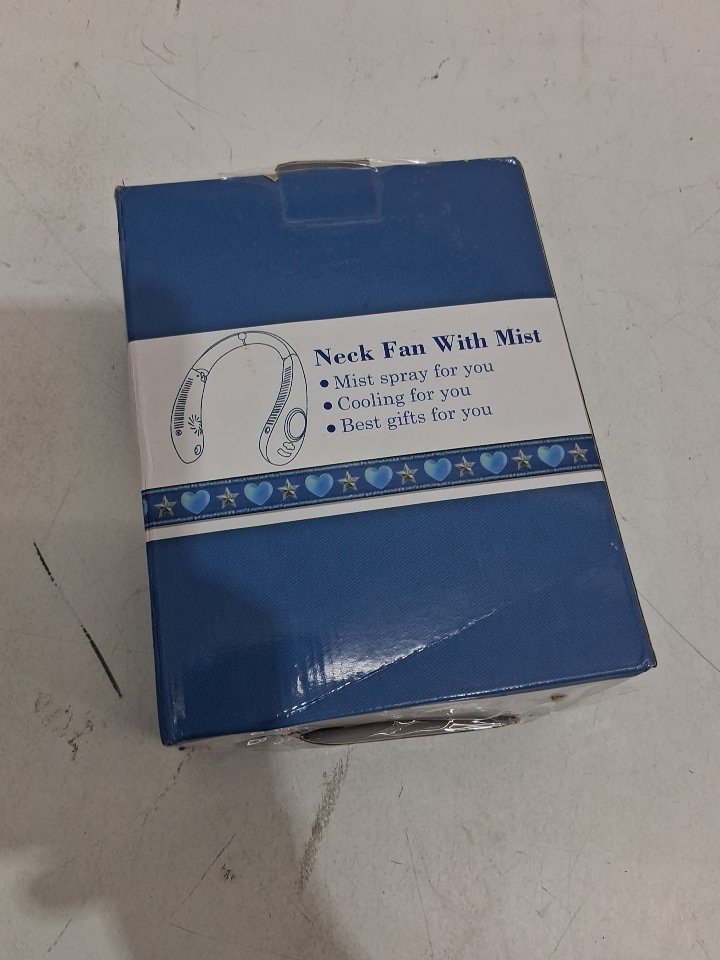 Neck Fan With Mist
• Mist spray for you
• Cooling for you
• Best gifts for you